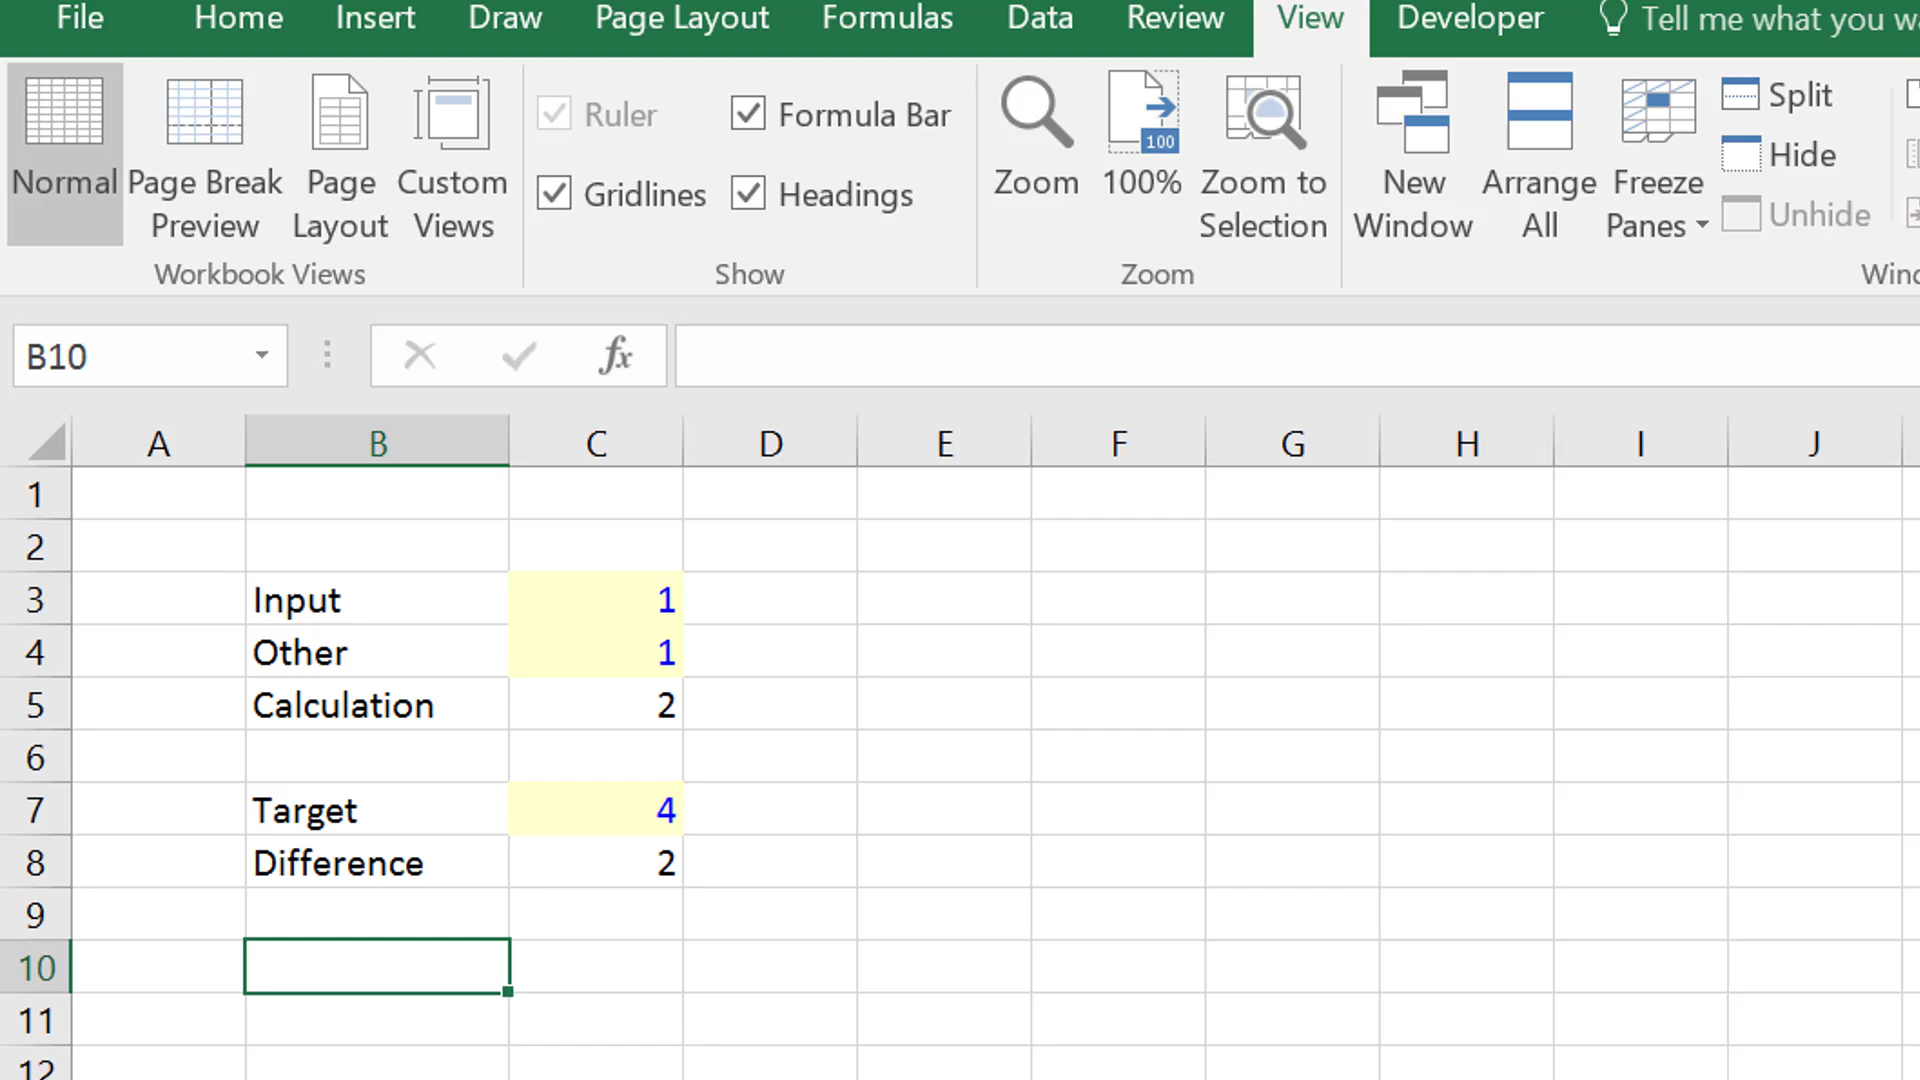 File Home Insert Draw Page Layout Formulas Data Review View Developer Tell me what you
Normal Page Break Preview Page Layout Custom Views
Workbook Views
Ruler Formula Bar
Gridlines Headings
Show
Zoom 100 100% Zoom to Selection
Zoom
New Window Arrange All Freeze Panes
Split
Hide
Unhide
B10 fx
A B C D E F G H I J
1
2
3 Input 1
4 Other 1
5 Calculation 2
6
7 Target 4
8 Difference 2
9
10
11
12